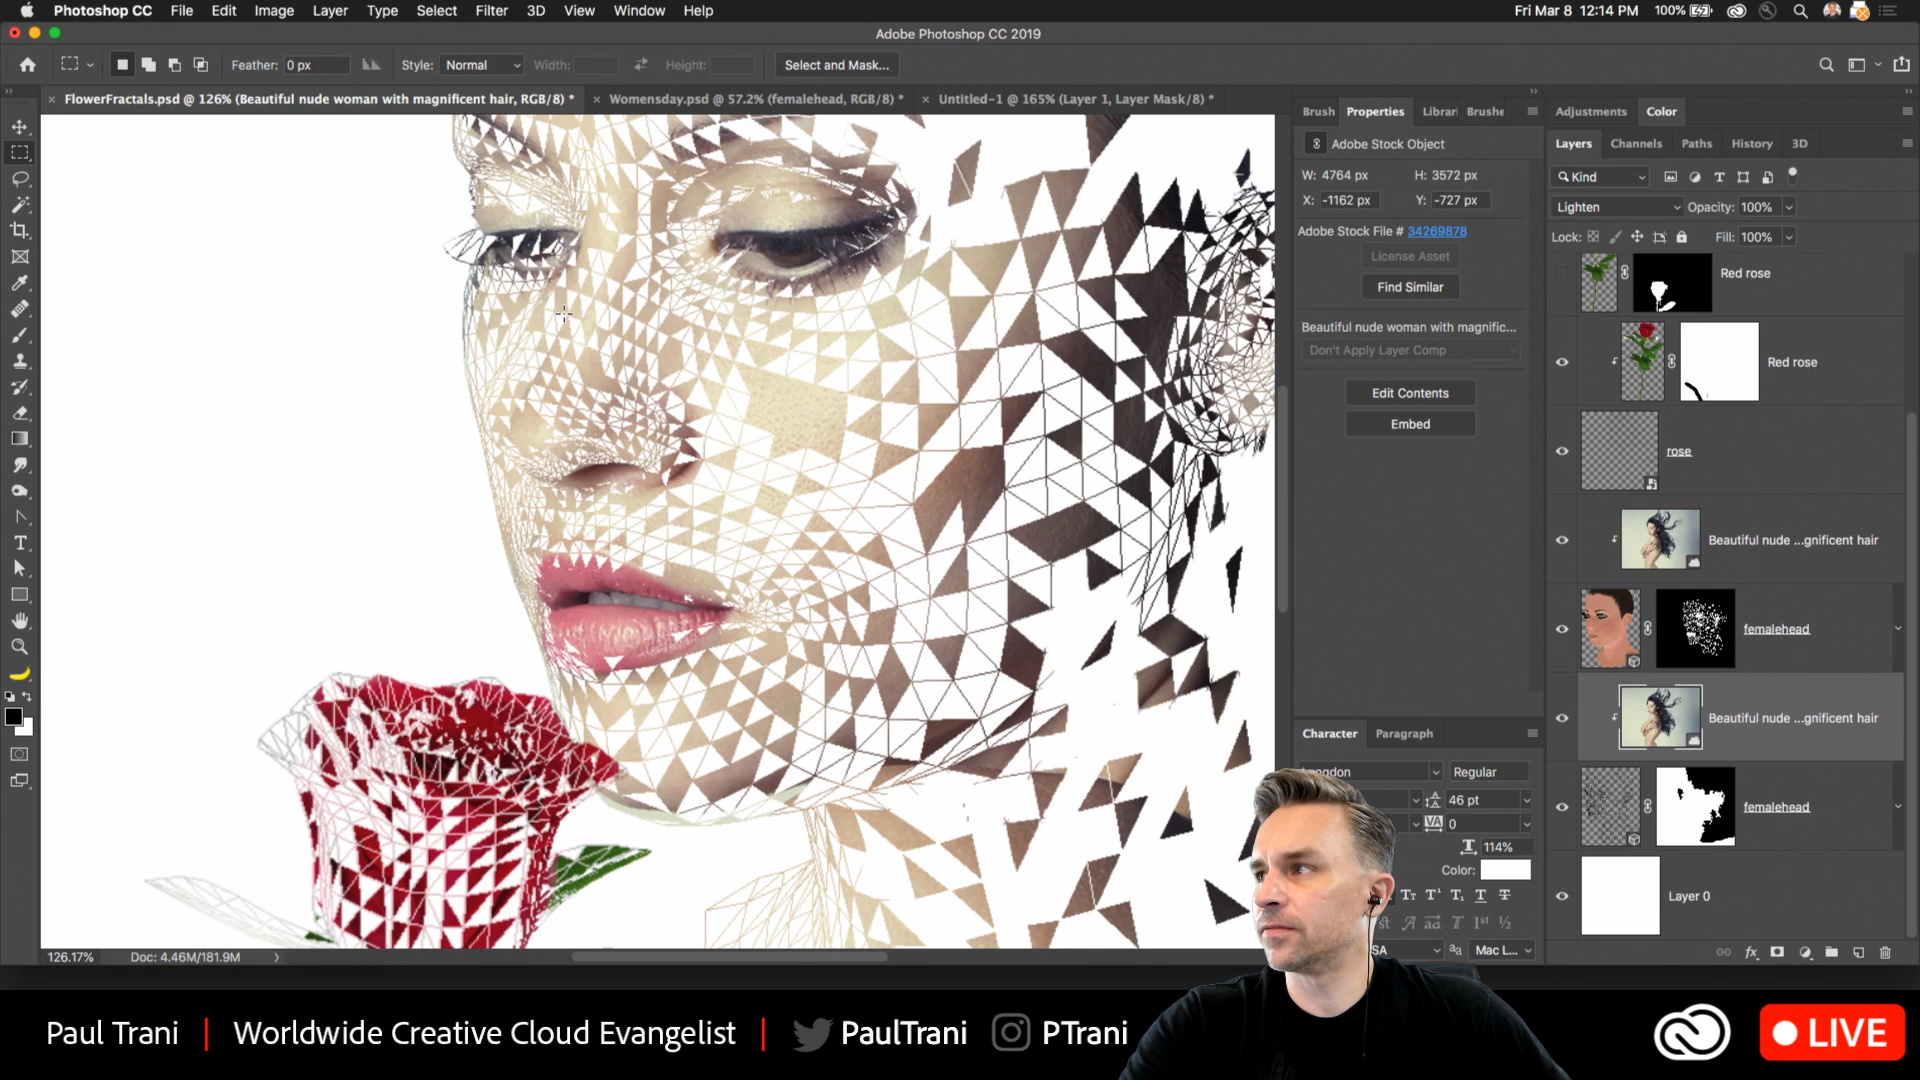 Photoshop CC File Edit Image Layer Type Select Filter 3D View Window Help
Fri Mar 8 12:14 PM 100%
Adobe Photoshop CC 2019
Feather: 0 px Style: Normal Width: Height: Select and Mask...
FlowerFractals.psd @ 126% (Beautiful nude woman with magnificent hair, RGB/8) *
Womensday.psd @ 57.2% (femalehead, RGB/8) *
Untitled-1 @ 165% (Layer 1, Layer Mask/8) *
Brush Properties Librar Brushe
Adobe Stock Object
W: 4764 px H: 3572 px
X: -1162 px Y: -727 px
Adobe Stock File # 34269878
License Asset
Find Similar
Beautiful nude woman with magnific...
Don't Apply Layer Comp
Edit Contents
Embed
Character Paragraph
Regular
46 pt
0
114%
Color:
Mac L...
Adjustments Color
Layers Channels Paths History 3D
Kind
Lighten Opacity: 100%
Lock: Fill: 100%
Red rose
Red rose
rose
Beautiful nude ...gnificent hair
femalehead
Beautiful nude ...gnificent hair
femalehead
Layer 0
126.17% Doc: 4.46M/181.9M
Paul Trani | Worldwide Creative Cloud Evangelist | PaulTrani PTrani
LIVE